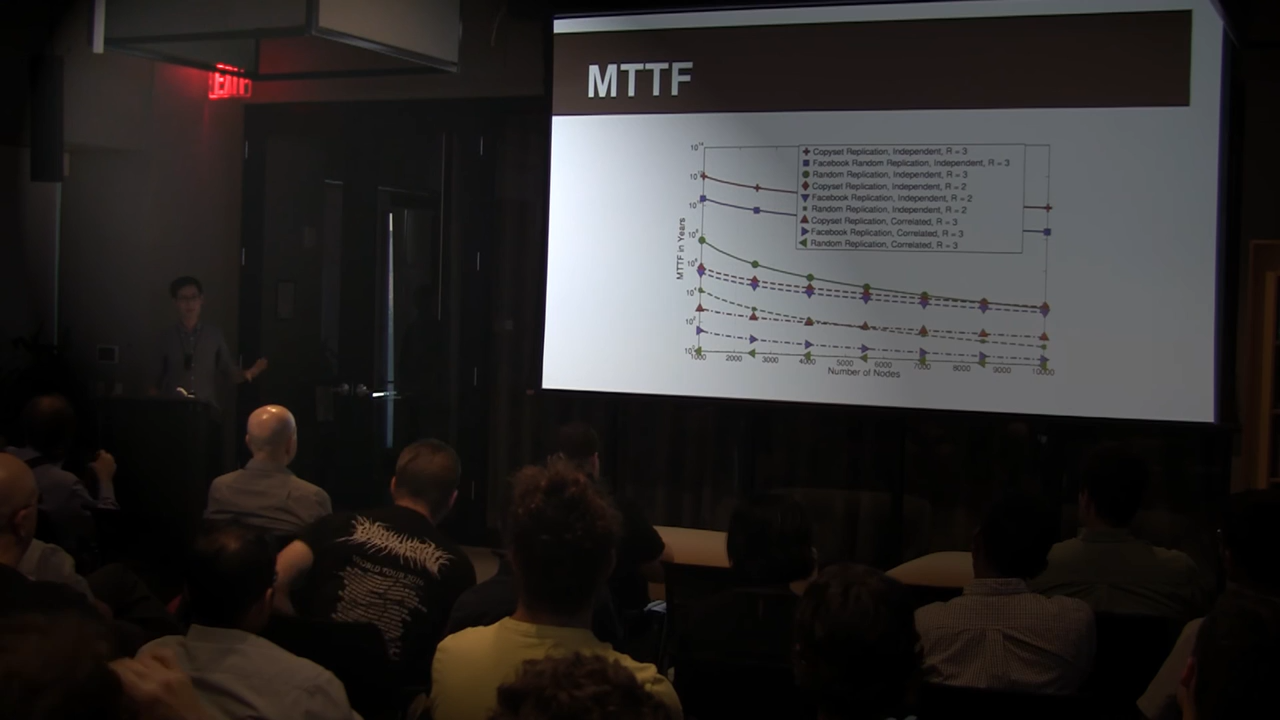 EXIT
MTTF
Copyset Replication, Independent, R = 3
Facebook Random Replication, Independent, R = 3
Random Replication, Independent, R = 3
Copyset Replication, Independent, R = 2
Facebook Replication, Independent, R = 2
Random Replication, Independent, R = 2
Copyset Replication, Correlated, R = 3
Facebook Replication, Correlated, R = 3
Random Replication, Correlated, R = 3
MTTF in Years
1000 2000 3000 4000 5000 6000 7000 8000 9000 10000
Number of Nodes
WORLD TOUR